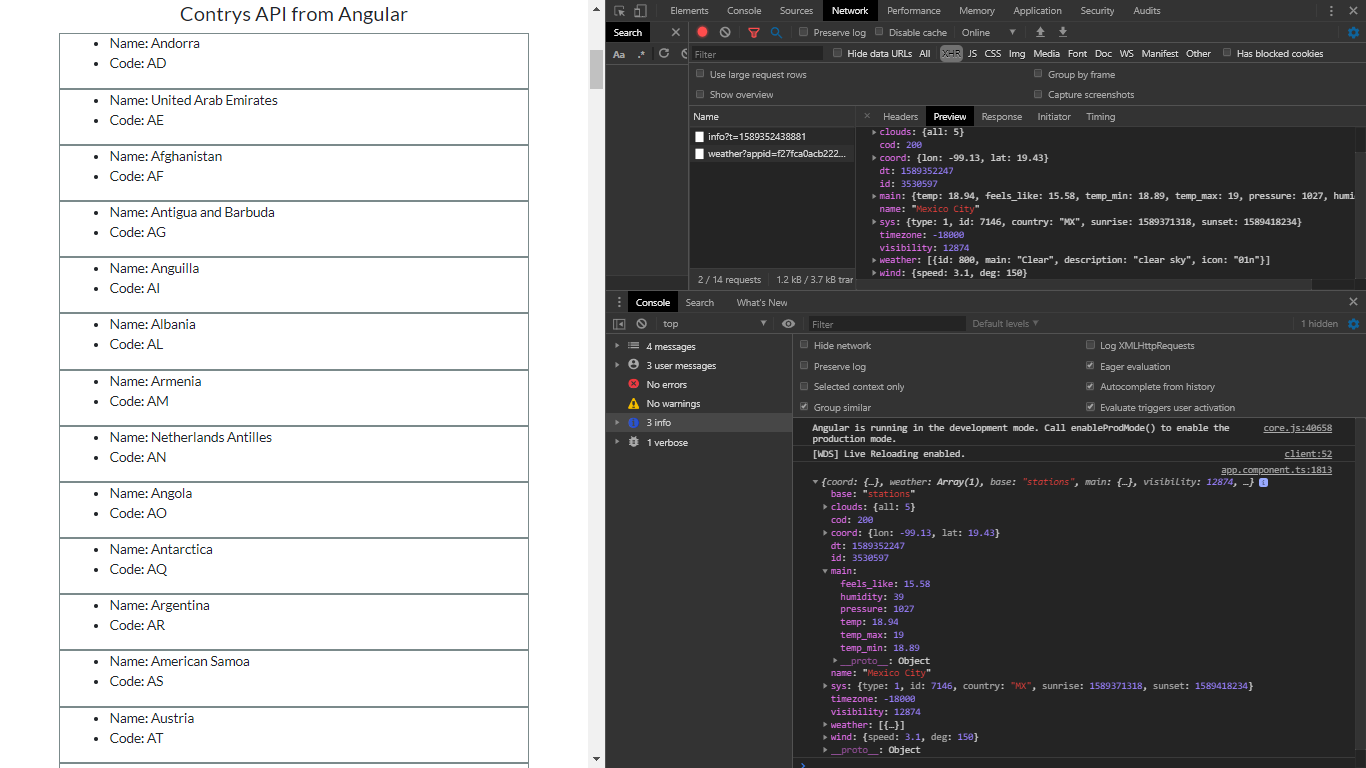 Contrys API from Angular
Name: Andorra
Code: AD
Name: United Arab Emirates
Code: AE
Name: Afghanistan
Code: AF
Name: Antigua and Barbuda
Code: AG
Name: Anguilla
Code: AI
Name: Albania
Code: AL
Name: Armenia
Code: AM
Name: Netherlands Antilles
Code: AN
Name: Angola
Code: AO
Name: Antarctica
Code: AQ
Name: Argentina
Code: AR
Name: American Samoa
Code: AS
Name: Austria
Code: AT
Elements Console Sources Network Performance Memory Application Security Audits
Search
Preserve log Disable cache Online
Aa .*
Filter Hide data URLs All XHR JS CSS Img Media Font Doc WS Manifest Other Has blocked cookies
Use large request rows Group by frame
Show overview Capture screenshots
Name
info?t=1589352438881
weather?appid=f27fca0acb222...
2 / 14 requests 1.2 kB / 3.7 kB trar
Headers Preview Response Initiator Timing
clouds: {all: 5}
cod: 200
coord: {lon: -99.13, lat: 19.43}
dt: 1589352247
id: 3530597
main: {temp: 18.94, feels_like: 15.58, temp_min: 18.89, temp_max: 19, pressure: 1027, humi
name: "Mexico City"
sys: {type: 1, id: 7146, country: "MX", sunrise: 1589371318, sunset: 1589418234}
timezone: -18000
visibility: 12874
weather: [{id: 800, main: "Clear", description: "clear sky", icon: "01n"}]
wind: {speed: 3.1, deg: 150}
Console Search What's New
top Filter Default levels 1 hidden
4 messages
3 user messages
No errors
No warnings
3 info
1 verbose
Hide network Log XMLHttpRequests
Preserve log Eager evaluation
Selected context only Autocomplete from history
Group similar Evaluate triggers user activation
Angular is running in the development mode. Call enableProdMode() to enable the core.js:40658
production mode.
[WDS] Live Reloading enabled. client:52
app.component.ts:1813
{coord: {…}, weather: Array(1), base: "stations", main: {…}, visibility: 12874, …}
base: "stations"
clouds: {all: 5}
cod: 200
coord: {lon: -99.13, lat: 19.43}
dt: 1589352247
id: 3530597
main:
feels_like: 15.58
humidity: 39
pressure: 1027
temp: 18.94
temp_max: 19
temp_min: 18.89
__proto__: Object
name: "Mexico City"
sys: {type: 1, id: 7146, country: "MX", sunrise: 1589371318, sunset: 1589418234}
timezone: -18000
visibility: 12874
weather: [{…}]
wind: {speed: 3.1, deg: 150}
__proto__: Object